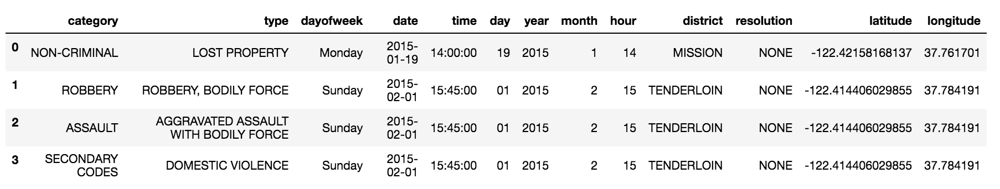 category type dayofweek date time day year month hour district resolution latitude longitude
0 NON-CRIMINAL LOST PROPERTY Monday 2015-01-19 14:00:00 19 2015 1 14 MISSION NONE -122.42158168137 37.761701
1 ROBBERY ROBBERY, BODILY FORCE Sunday 2015-02-01 15:45:00 01 2015 2 15 TENDERLOIN NONE -122.414406029855 37.784191
2 ASSAULT AGGRAVATED ASSAULT WITH BODILY FORCE Sunday 2015-02-01 15:45:00 01 2015 2 15 TENDERLOIN NONE -122.414406029855 37.784191
3 SECONDARY CODES DOMESTIC VIOLENCE Sunday 2015-02-01 15:45:00 01 2015 2 15 TENDERLOIN NONE -122.414406029855 37.784191